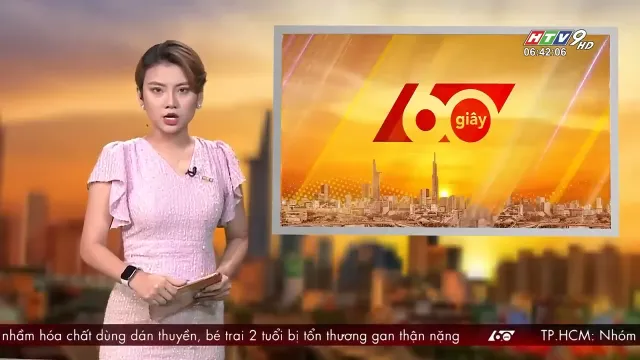 HTV9 HD
06:42:06
60 giây
nhầm hóa chất dùng dán thuyền, bé trai 2 tuổi bị tổn thương gan thận nặng 60 TP.HCM: Nhóm